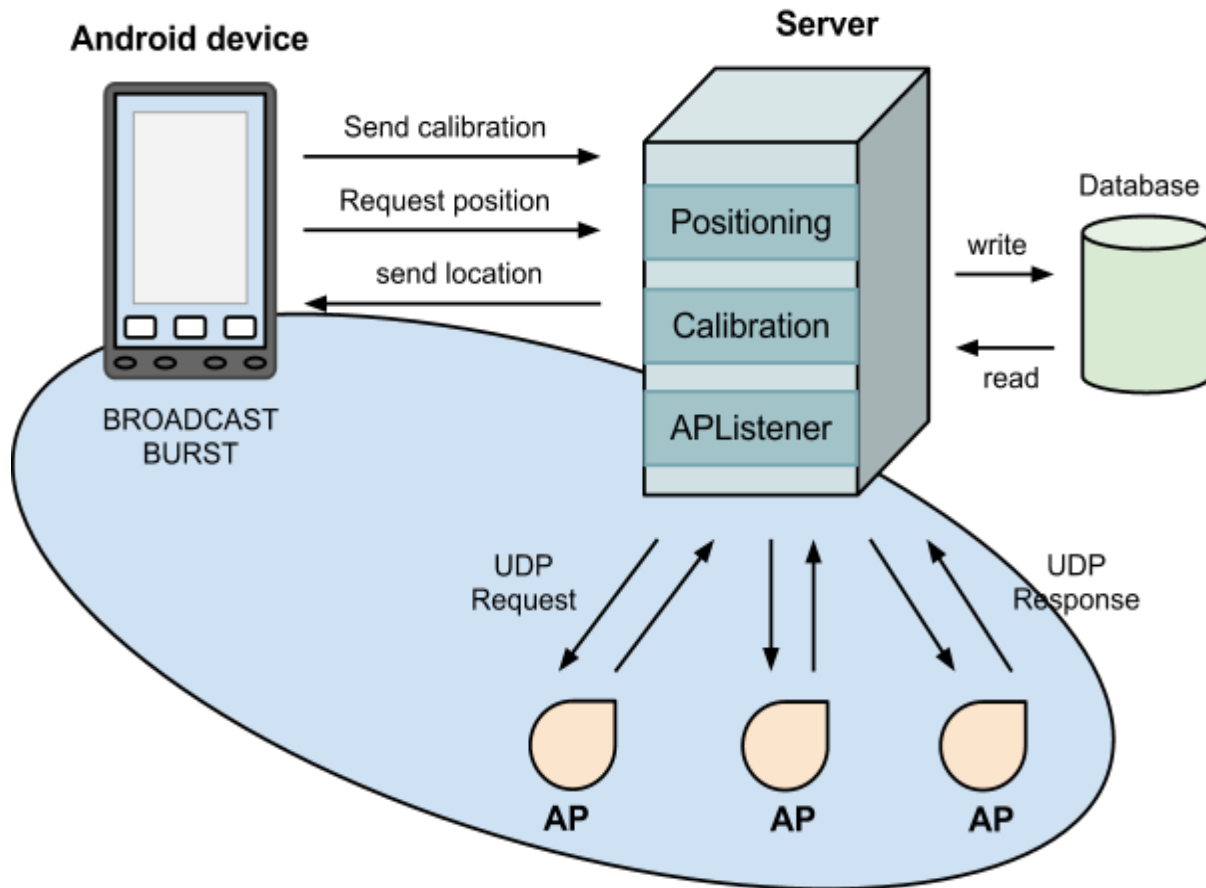 Android device
Server
Send calibration
Request position
send location
Positioning
Calibration
APListener
Database
write
read
BROADCAST
BURST
UDP
Request
UDP
Response
AP
AP
AP